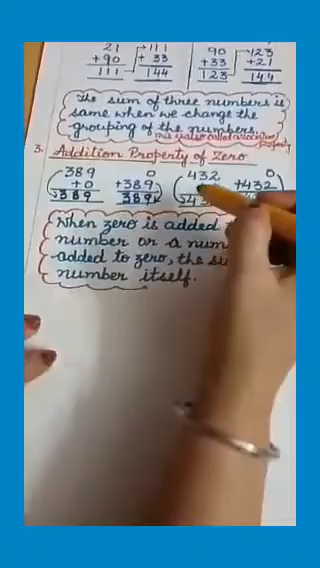 21 111 90 123
+90 + 33 +33 +21
111 144 123 144
The sum of three numbers is
same when we change the
grouping of the numbers.
this is also called associative
property
3. Addition Property of Zero
389 0 432 0
+0 +389 +432
389 389
When zero is added
number or a num
added to zero, the su
number itself.